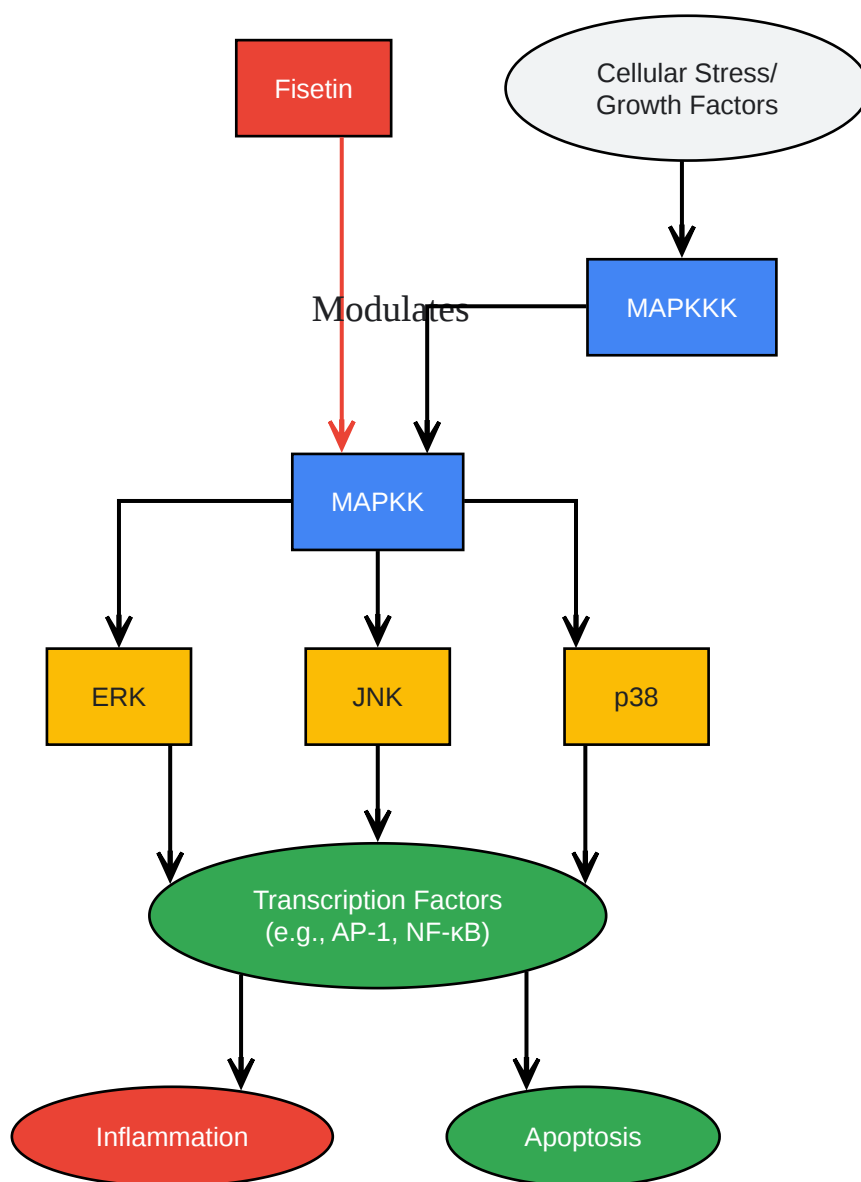 Fisetin
Cellular Stress/
Growth Factors
MAPKKK
Modulates
MAPKK
ERK
JNK
p38
Transcription Factors
(e.g., AP-1, NF-κB)
Inflammation
Apoptosis